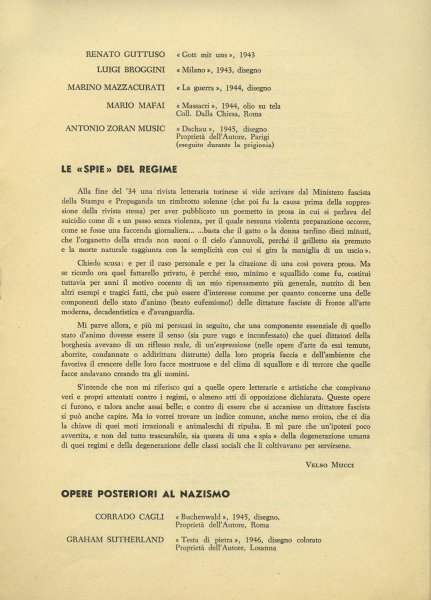 RENATO GUTTUSO « Gott mit uns », 1943
LUIGI BROGGINI « Milano », 1943, disegno
MARINO MAZZACURATI « La guerra », 1944, disegno
MARIO MAFAI « Massacri », 1944, olio su tela
Coll. Dalla Chiesa, Roma
ANTONIO ZORAN MUSIC « Dachau », 1945, disegno
Proprietà dell'Autore, Parigi
(eseguito durante la prigionia)
LE «SPIE» DEL REGIME
Alla fine del '34 una rivista letteraria torinese si vide arrivare dal Ministero fascista
della Stampa e Propaganda un rimbrotto solenne (che poi fu la causa prima della soppres-
sione della rivista stessa) per aver pubblicato un poemetto in prosa in cui si parlava del
suicidio come di « un passo senza violenza, per il quale nessuna violenta preparazione occorre,
come se fosse una faccenda giornaliera... ...basta che il gatto o la donna tardino dieci minuti,
che l'organetto della strada non suoni o il cielo s'annuvoli, perché il grilletto sia premuto
e la morte naturale raggiunta con la semplicità con cui si gira la maniglia di un uscio ».
Chiedo scusa: e per il caso personale e per la citazione di una così povera prosa. Ma
se ricordo ora quel fattarello privato, è perché esso, minimo e squallido come fu, costituì
tuttavia per anni il motivo cocente di un mio ripensamento più generale, nutrito di ben
altri esempi e tragici fatti, che può essere d'interesse comune per quanto concerne una delle
componenti dello stato d'animo (beato eufemismo!) delle dittature fasciste di fronte all'arte
moderna, decadentistica e d'avanguardia.
Mi parve allora, e più mi persuasi in seguito, che una componente essenziale di quello
stato d'animo dovesse essere il senso (sia pure vago e inconfessato) che quei dittatori della
borghesia avevano di un riflesso reale, di un'espressione (nelle opere d'arte da essi temute,
aborrite, condannate o addirittura distrutte) della loro propria faccia e dell'ambiente che
favoriva il crescere delle loro facce mostruose e del clima di squallore e di terrore che quelle
facce andavano creando tra gli uomini.
S'intende che non mi riferisco qui a quelle opere letterarie e artistiche che compivano
veri e propri attentati contro i regimi, o almeno atti di opposizione dichiarata. Queste opere
ci furono, e talora anche assai belle; e contro di essere che si accanisse un dittatore fascista
si può anche capire. Ma io vorrei trovare un indice comune, anche meno eroico, che ci dia
la chiave di quei moti irrazionali e animaleschi di ripulsa. E mi pare che un'ipotesi poco
avvertita, e non del tutto trascurabile, sia questa di una « spia » della degenerazione umana
di quei regimi e della degenerazione delle classi sociali che li coltivavano per servirsene.
VELSO MUCCI
OPERE POSTERIORI AL NAZISMO
CORRADO CAGLI « Buchenwald », 1945, disegno.
Proprietà dell'Autore, Roma
GRAHAM SUTHERLAND « Testa di pietra », 1946, disegno colorato
Proprietà dell'Autore, Losanna